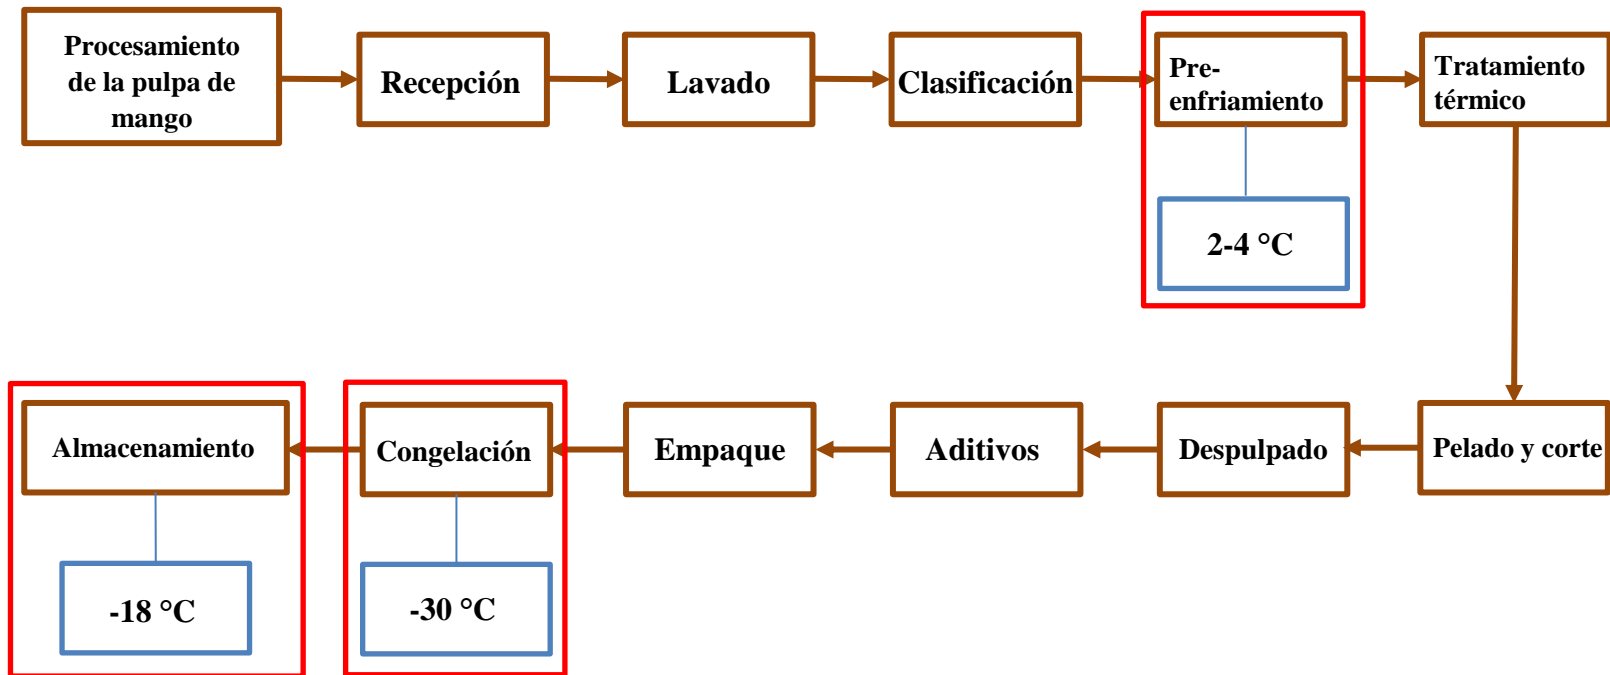 Procesamiento
de la pulpa de
mango
Recepción
Lavado
Clasificación
Pre-
enfriamiento
Tratamiento
térmico
2-4 °C
Almacenamiento
Congelación
Empaque
Aditivos
Despulpado
Pelado y corte
-18 °C
-30 °C